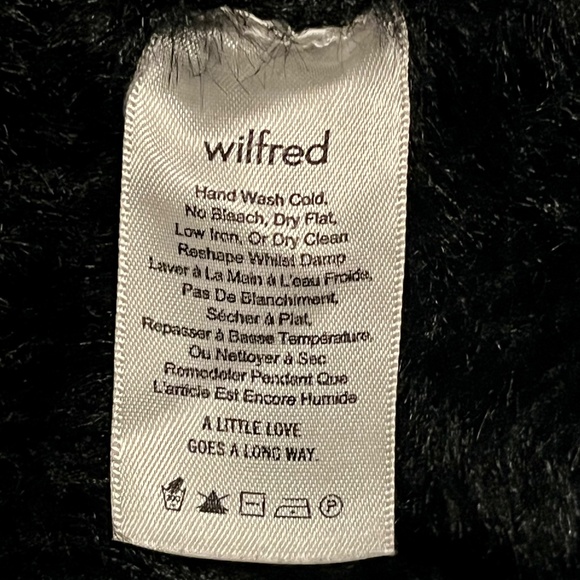 wilfred
Hand Wash Cold,
No Bleach, Dry Flat,
Low Iron, Or Dry Clean
Reshape Whilst Damp
Laver à La Main à L'eau Froide,
Pas De Blanchiment,
Sécher à Plat,
Repasser à Basse Température,
Ou Nettoyer à Sec
Remodeler Pendant Que
L'article Est Encore Humide
A LITTLE LOVE
GOES A LONG WAY.
P